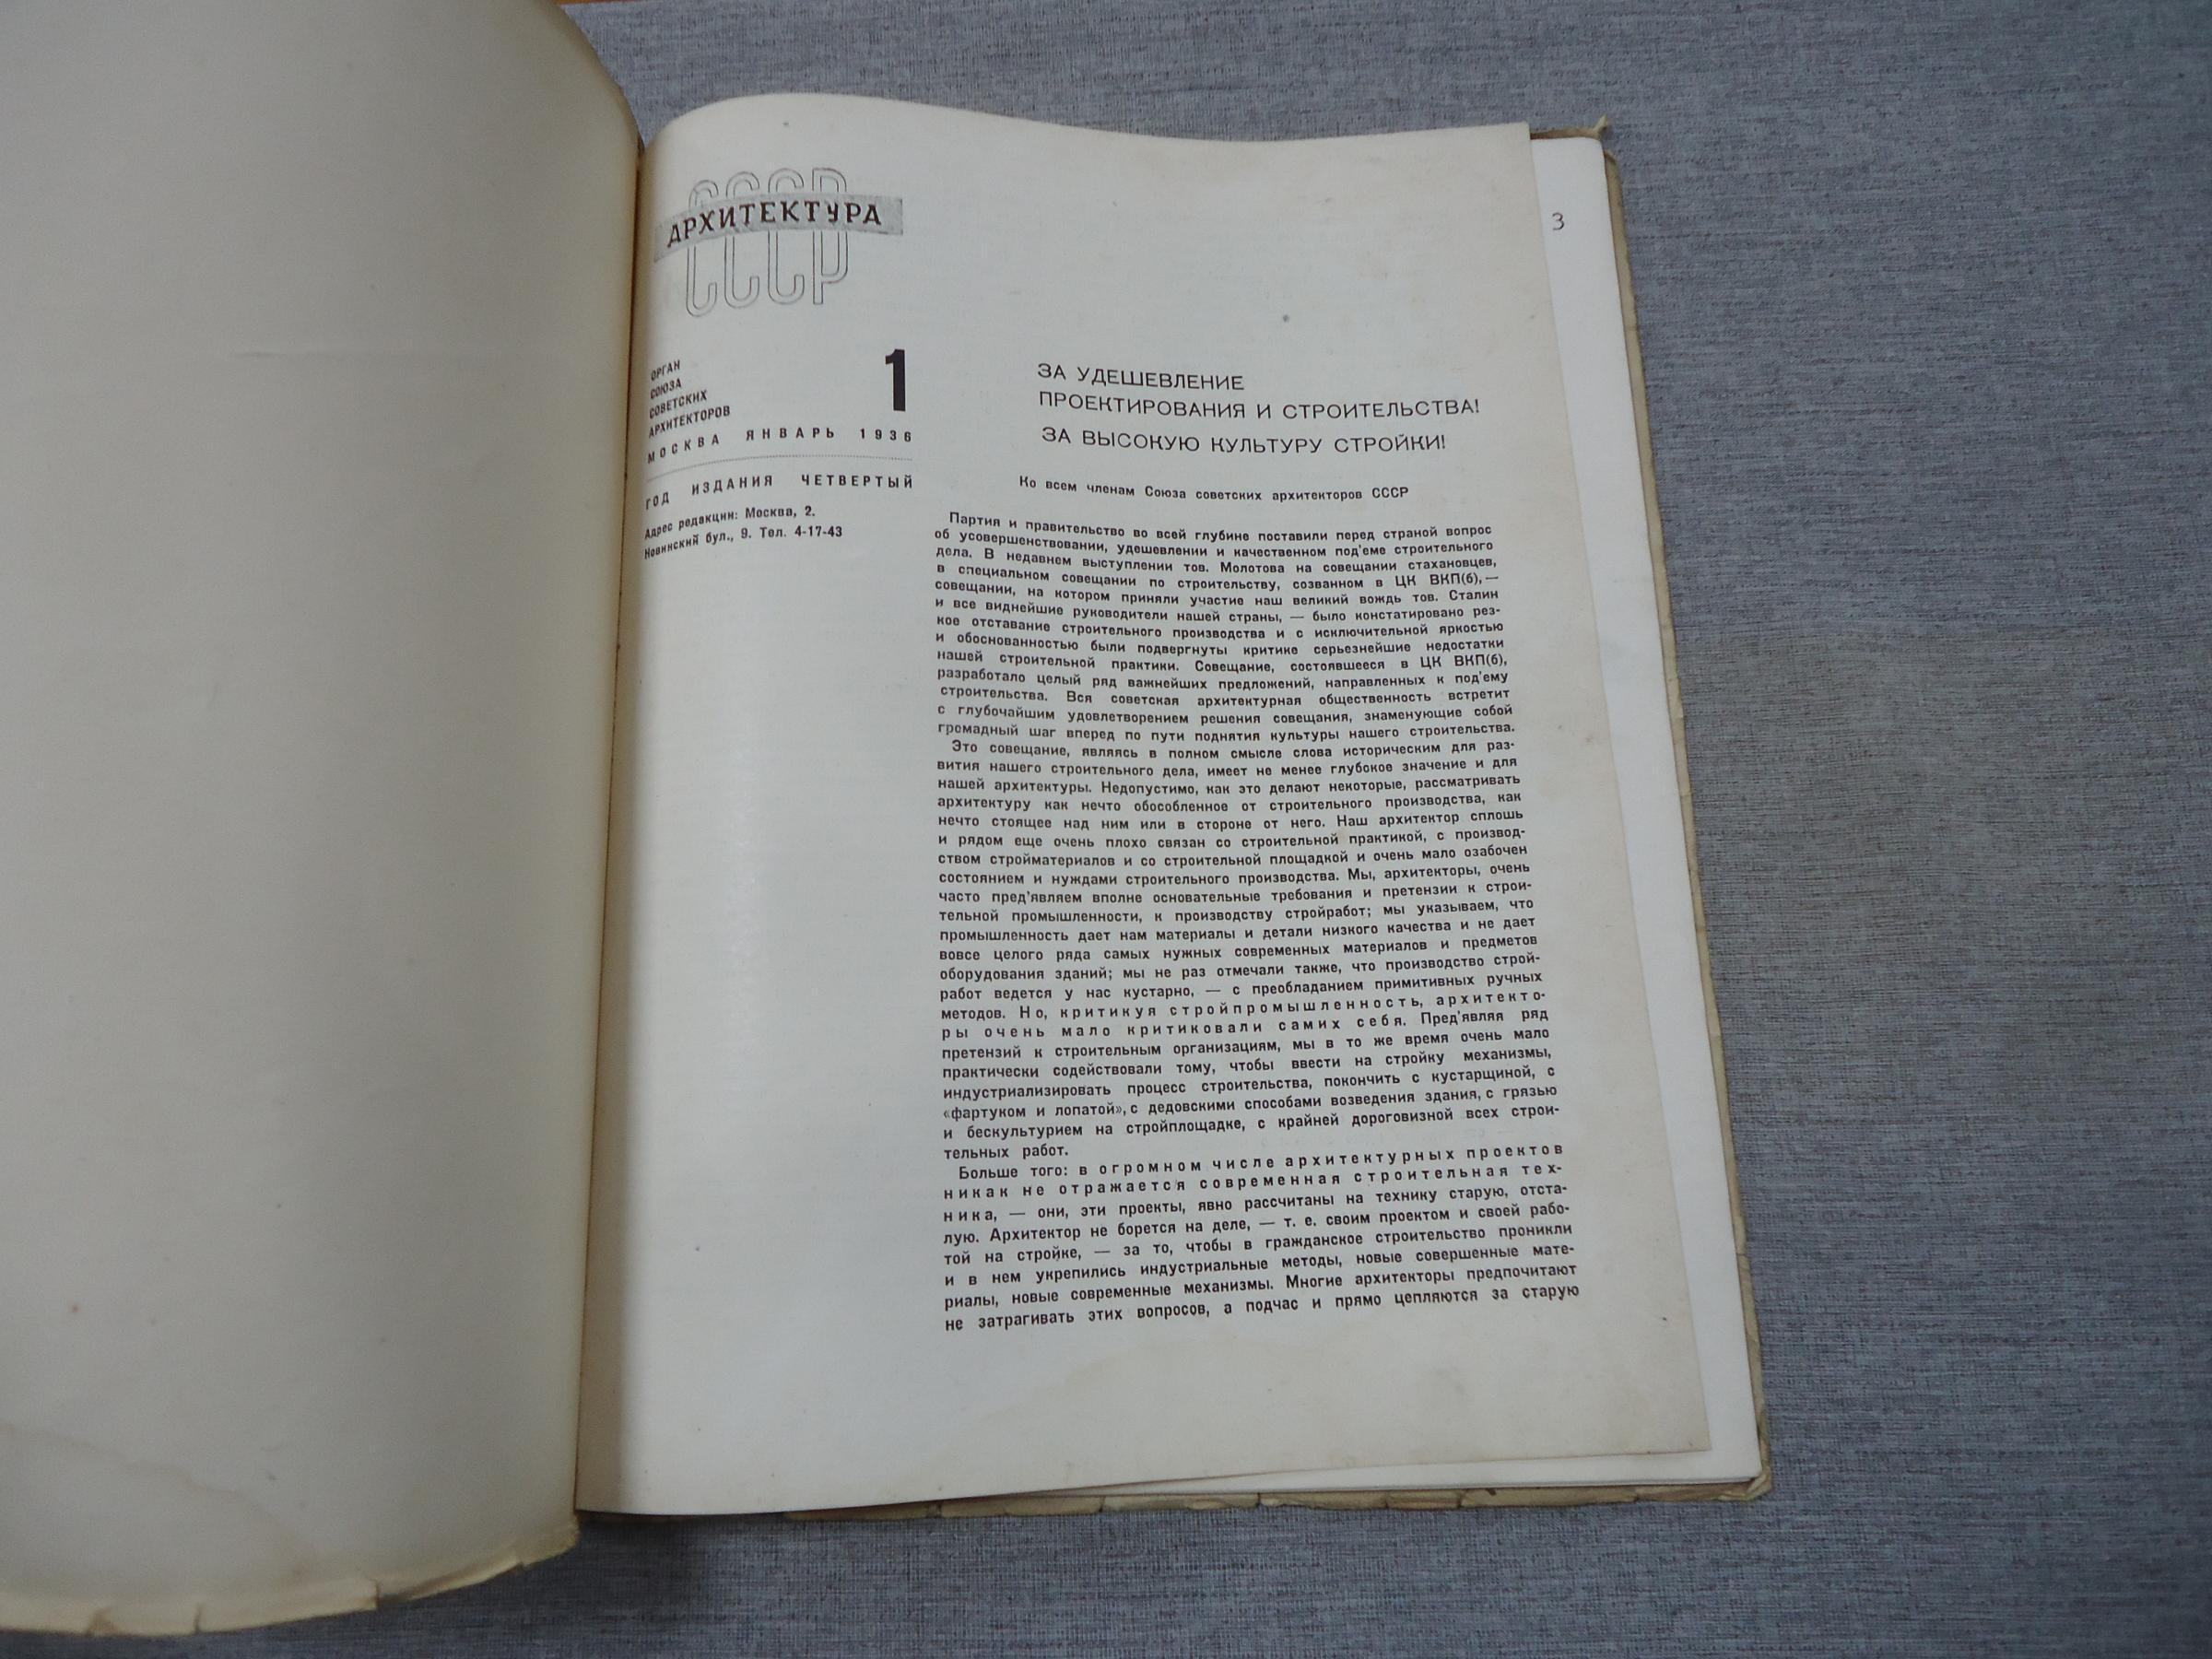 СССР
АРХИТЕКТУРА
ОРГАН
СОЮЗА
СОВЕТСКИХ
АРХИТЕКТОРОВ
1
МОСКВА ЯНВАРЬ 1936
ГОД ИЗДАНИЯ ЧЕТВЕРТЫЙ
Адрес редакции: Москва, 2.
Новинский бул., 9. Тел. 4-17-43
3
ЗА УДЕШЕВЛЕНИЕ
ПРОЕКТИРОВАНИЯ И СТРОИТЕЛЬСТВА!
ЗА ВЫСОКУЮ КУЛЬТУРУ СТРОЙКИ!
Ко всем членам Союза советских архитекторов СССР
Партия и правительство во всей глубине поставили перед страной вопрос
об усовершенствовании, удешевлении и качественном под'еме строительного
дела. В недавнем выступлении тов. Молотова на совещании стахановцев,
в специальном совещании по строительству, созванном в ЦК ВКП(б),—
совещании, на котором приняли участие наш великий вождь тов. Сталин
и все виднейшие руководители нашей страны, — было констатировано рез-
кое отставание строительного производства и с исключительной яркостью
и обоснованностью были подвергнуты критике серьезнейшие недостатки
нашей строительной практики. Совещание, состоявшееся в ЦК ВКП(б),
разработало целый ряд важнейших предложений, направленных к под'ему
строительства. Вся советская архитектурная общественность встретит
с глубочайшим удовлетворением решения совещания, знаменующие собой
громадный шаг вперед по пути поднятия культуры нашего строительства.
Это совещание, являясь в полном смысле слова историческим для раз-
вития нашего строительного дела, имеет не менее глубокое значение и для
нашей архитектуры. Недопустимо, как это делают некоторые, рассматривать
архитектуру как нечто обособленное от строительного производства, как
нечто стоящее над ним или в стороне от него. Наш архитектор сплошь
и рядом еще очень плохо связан со строительной практикой, с производ-
ством стройматериалов и со строительной площадкой и очень мало озабочен
состоянием и нуждами строительного производства. Мы, архитекторы, очень
часто пред'являем вполне основательные требования и претензии к строи-
тельной промышленности, к производству стройработ; мы указываем, что
промышленность дает нам материалы и детали низкого качества и не дает
вовсе целого ряда самых нужных современных материалов и предметов
оборудования зданий; мы не раз отмечали также, что производство строй-
работ ведется у нас кустарно, — с преобладанием примитивных ручных
методов. Но, критикуя стройпромышленность, архитекто-
ры очень мало критиковали самих себя. Пред'являя ряд
претензий к строительным организациям, мы в то же время очень мало
практически содействовали тому, чтобы ввести на стройку механизмы,
индустриализировать процесс строительства, покончить с кустарщиной, с
«фартуком и лопатой», с дедовскими способами возведения здания, с грязью
и бескультурием на стройплощадке, с крайней дороговизной всех строи-
тельных работ.
Больше того: в огромном числе архитектурных проектов
никак не отражается современная строительная тех-
ника, — они, эти проекты, явно рассчитаны на технику старую, отста-
лую. Архитектор не борется на деле, — т. е. своим проектом и своей рабо-
той на стройке, — за то, чтобы в гражданское строительство проникли
и в нем укрепились индустриальные методы, новые совершенные мате-
риалы, новые современные механизмы. Многие архитекторы предпочитают
не затрагивать этих вопросов, а подчас и прямо цепляются за старую